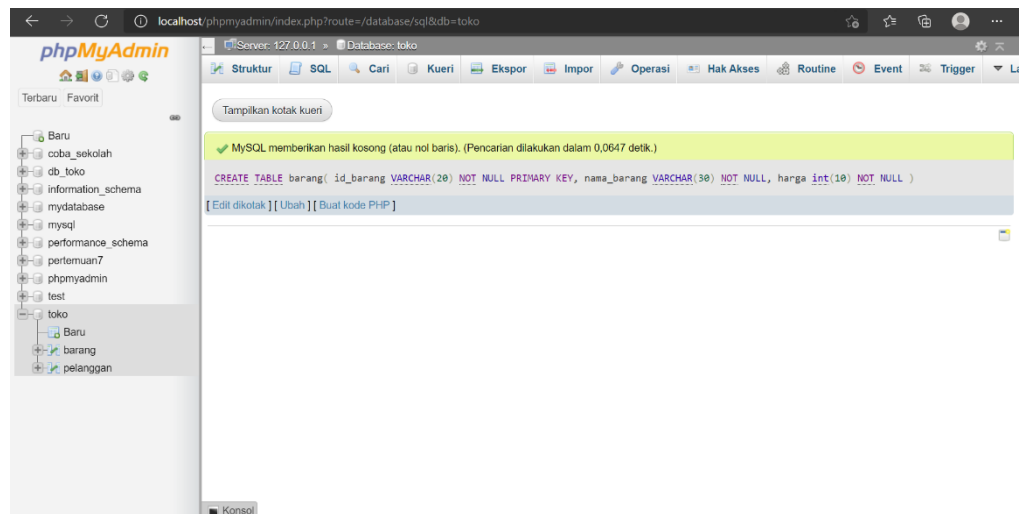 localhost/phpmyadmin/index.php?route=/database/sql&db=toko
phpMyAdmin
Terbaru Favorit
Baru
coba_sekolah
db_toko
information_schema
mydatabase
mysql
performance_schema
pertemuan7
phpmyadmin
test
toko
Baru
barang
pelanggan
Server: 127.0.0.1 » Database: toko
Struktur SQL Cari Kueri Ekspor Impor Operasi Hak Akses Routine Event Trigger La
Tampilkan kotak kueri
MySQL memberikan hasil kosong (atau nol baris). (Pencarian dilakukan dalam 0,0647 detik.)
CREATE TABLE barang( id_barang VARCHAR(20) NOT NULL PRIMARY KEY, nama_barang VARCHAR(30) NOT NULL, harga int(10) NOT NULL )
[ Edit dikotak ] [ Ubah ] [ Buat kode PHP ]
Konsol